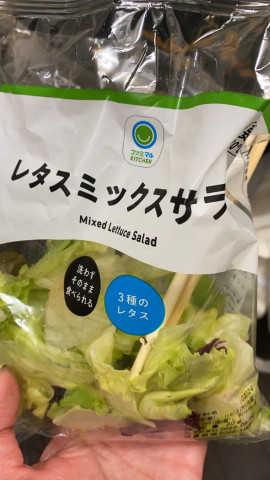 ファミマル
KITCHEN
レタスミックスサラ
Mixed Lettuce Salad
洗わず
そのまま
食べられる
3種の
レタス